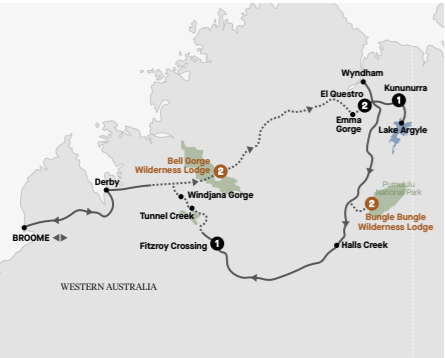 Wyndham
Kununurra
El Questro
1
2
Emma
Gorge
Lake Argyle
Bell Gorge
Wilderness Lodge
2
Purnululu
National Park
Derby
Windjana Gorge
2
Tunnel Creek
Bungle Bungle
Wilderness Lodge
BROOME
Fitzroy Crossing
1
Halls Creek
WESTERN AUSTRALIA